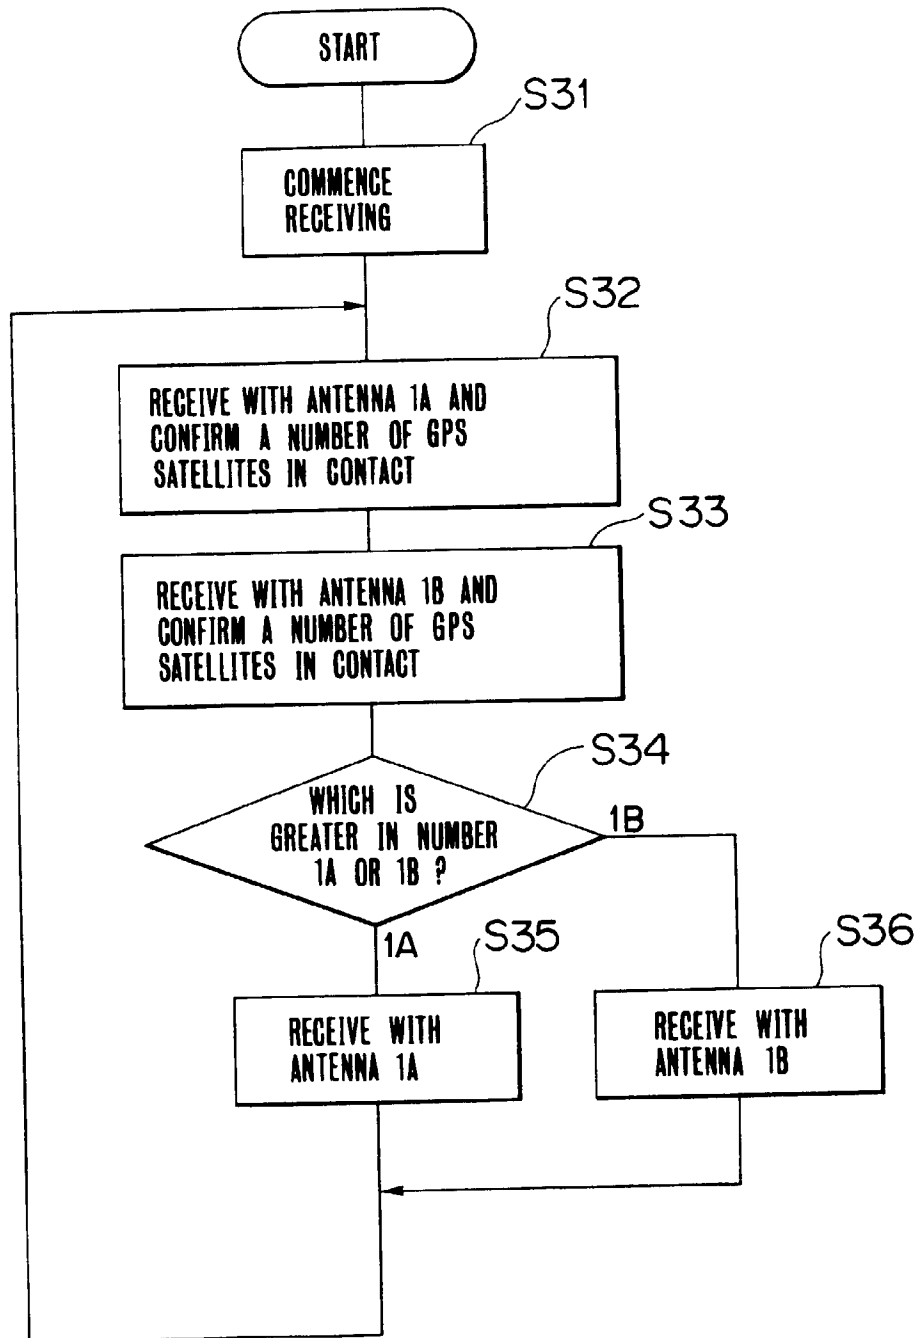 START
S31
COMMENCE
RECEIVING
S32
RECEIVE WITH ANTENNA 1A AND
CONFIRM A NUMBER OF GPS
SATELLITES IN CONTACT
S33
RECEIVE WITH ANTENNA 1B AND
CONFIRM A NUMBER OF GPS
SATELLITES IN CONTACT
S34
WHICH IS
GREATER IN NUMBER
1A OR 1B ?
1B
1A
S35
RECEIVE WITH
ANTENNA 1A
S36
RECEIVE WITH
ANTENNA 1B